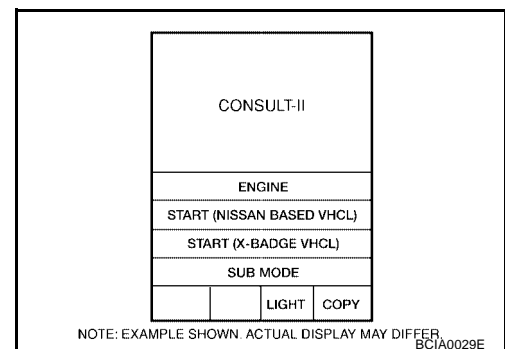 CONSULT-II
ENGINE
START (NISSAN BASED VHCL)
START (X-BADGE VHCL)
SUB MODE
LIGHT COPY
NOTE: EXAMPLE SHOWN. ACTUAL DISPLAY MAY DIFFER.
BCIA0029E